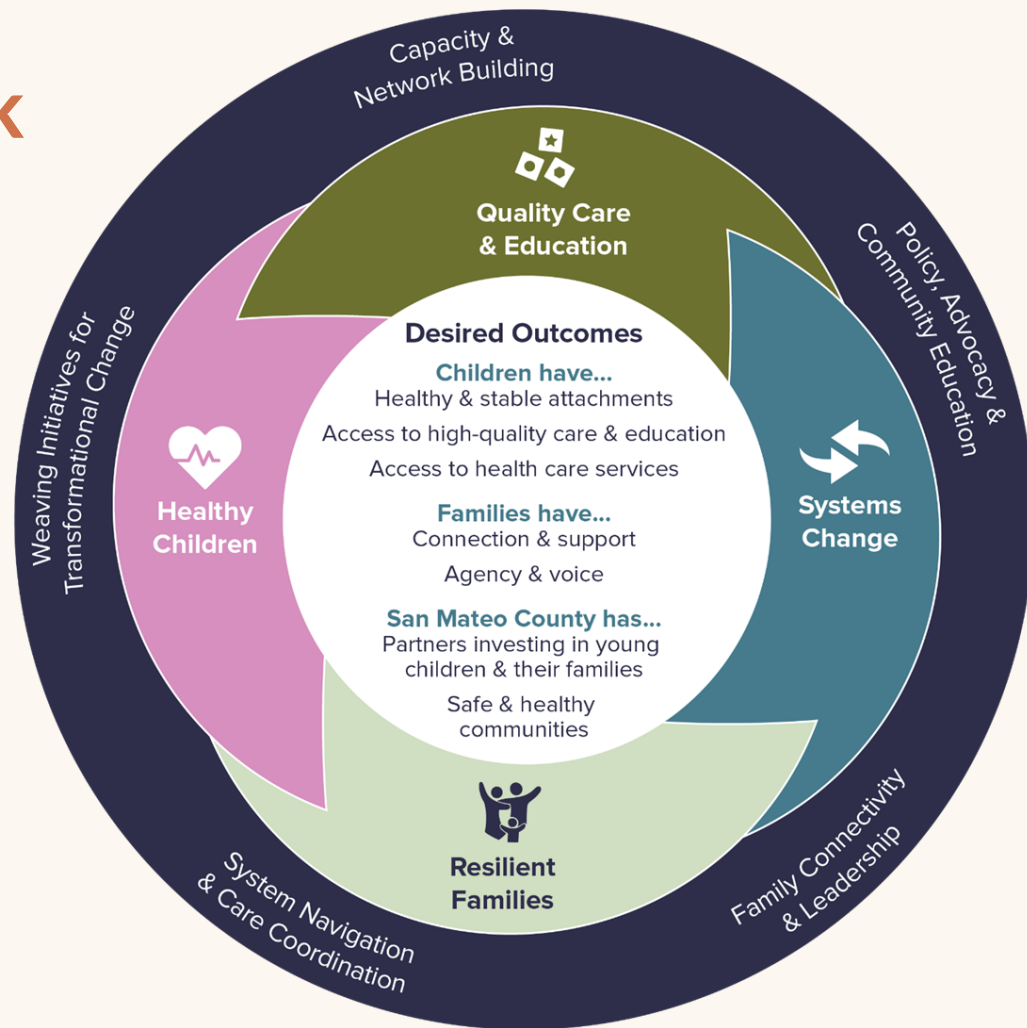 K
Capacity &
Network Building
Policy, Advocacy &
Community Education
Family Connectivity
& Leadership
System Navigation
& Care Coordination
Weaving Initiatives for
Transformational Change
Quality Care
& Education
Systems
Change
Resilient
Families
Healthy
Children
Desired Outcomes
Children have...
Healthy & stable attachments
Access to high-quality care & education
Access to health care services
Families have...
Connection & support
Agency & voice
San Mateo County has...
Partners investing in young
children & their families
Safe & healthy
communities